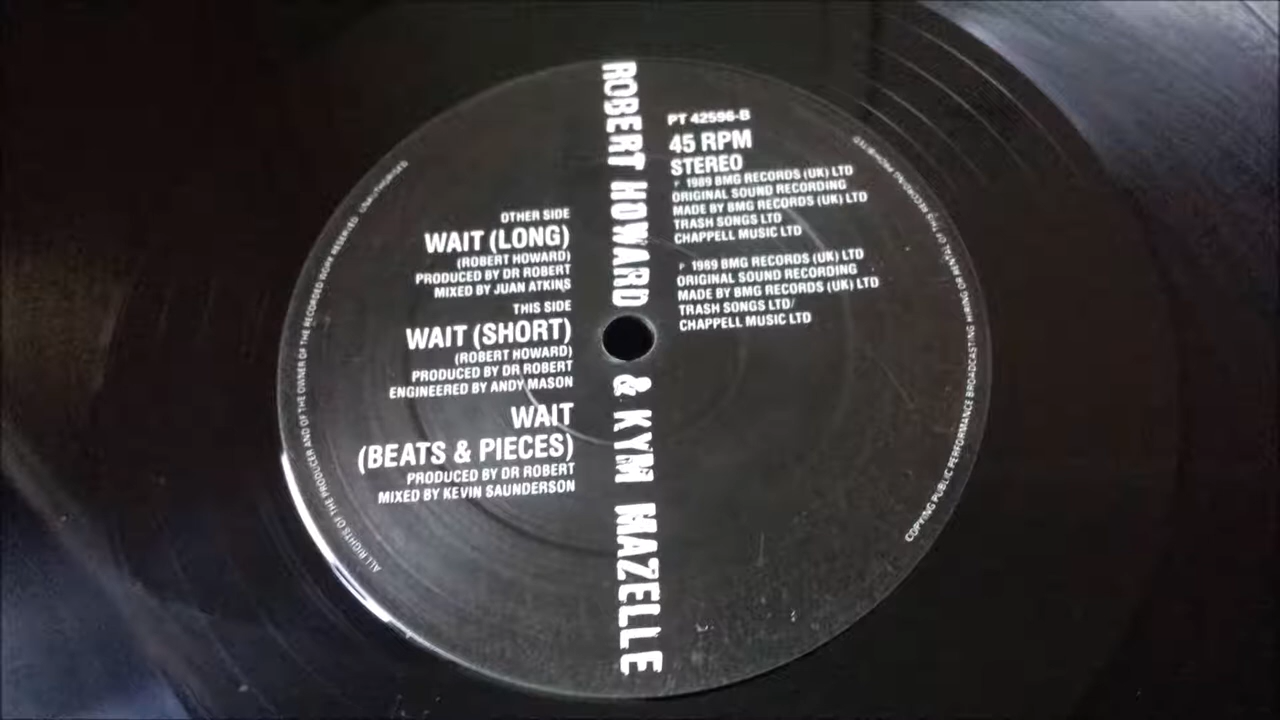 ROBERT HOWARD & KYM MAZELLE
OTHER SIDE
WAIT (LONG)
(ROBERT HOWARD)
PRODUCED BY DR ROBERT
MIXED BY JUAN ATKINS
THIS SIDE
WAIT (SHORT)
(ROBERT HOWARD)
PRODUCED BY DR ROBERT
ENGINEERED BY ANDY MASON
WAIT
(BEATS & PIECES)
PRODUCED BY DR ROBERT
MIXED BY KEVIN SAUNDERSON
PT 42596-B
45 RPM
STEREO
℗ 1989 BMG RECORDS (UK) LTD
ORIGINAL SOUND RECORDING
MADE BY BMG RECORDS (UK) LTD
TRASH SONGS LTD
CHAPPELL MUSIC LTD
℗ 1989 BMG RECORDS (UK) LTD
ORIGINAL SOUND RECORDING
MADE BY BMG RECORDS (UK) LTD
TRASH SONGS LTD/
CHAPPELL MUSIC LTD
ALL RIGHTS OF THE PRODUCER AND OF THE OWNER OF THE RECORDED WORK RESERVED UNAUTHORISED
COPYING PUBLIC PERFORMANCE BROADCASTING HIRING OR RENTAL OF THIS RECORDING PROHIBITED